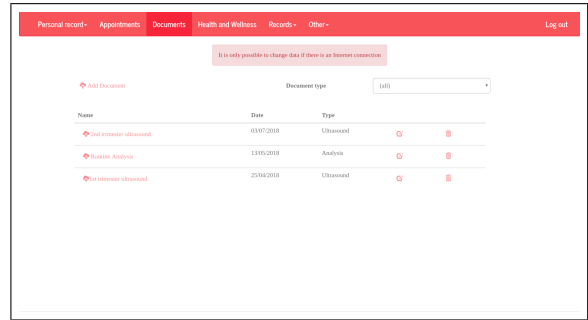 Personal record Appointments Documents Health and Wellness Records Other Log out
It is only possible to change data if there is an Internet connection
Add Document Document type (all)
Name Date Type
2nd trimester ultrasound 03/07/2018 Ultrasound
Routine Analysis 13/05/2018 Analysis
1st trimester ultrasound 25/04/2018 Ultrasound